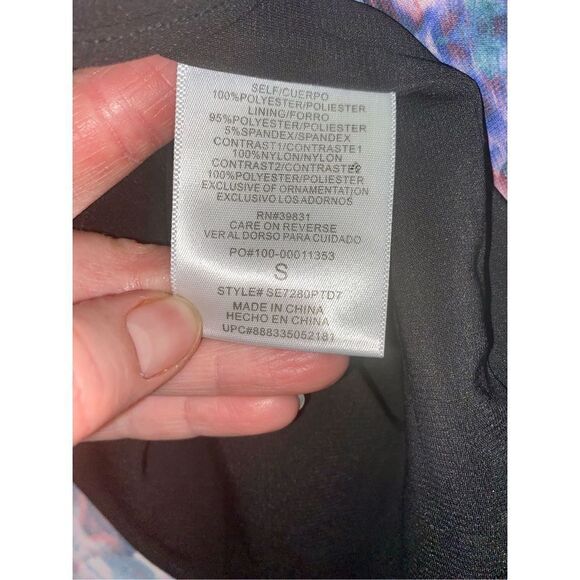 SELF/CUERPO
100%POLYESTER/POLIESTER
LINING/FORRO
95%POLYESTER/POLIESTER
5%SPANDEX/SPANDEX
CONTRAST1/CONTRASTE1
100%NYLON/NYLON
CONTRAST2/CONTRASTE2
100%POLYESTER/POLIESTER
EXCLUSIVE OF ORNAMENTATION
EXCLUSIVO LOS ADORNOS
RN#39831
CARE ON REVERSE
VER AL DORSO PARA CUIDADO
PO#100-00011353
S
STYLE# SE7280PTD7
MADE IN CHINA
HECHO EN CHINA
UPC#888335052181